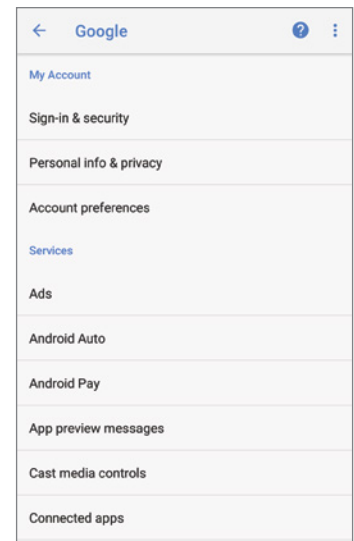 Google
My Account
Sign-in & security
Personal info & privacy
Account preferences
Services
Ads
Android Auto
Android Pay
App preview messages
Cast media controls
Connected apps